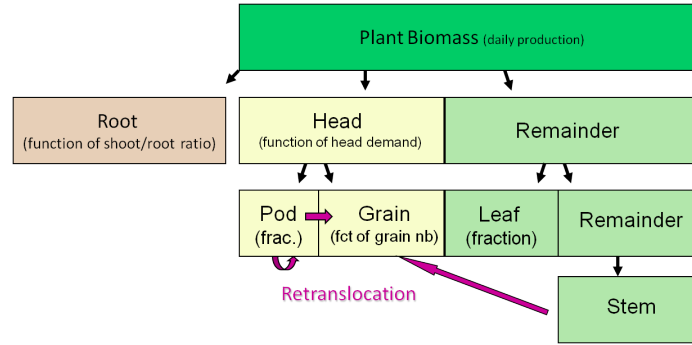 Plant Biomass (daily production)
Root
(function of shoot/root ratio)
Head
(function of head demand)
Remainder
Pod
(frac.)
Grain
(fct of grain nb)
Leaf
(fraction)
Remainder
Retranslocation
Stem